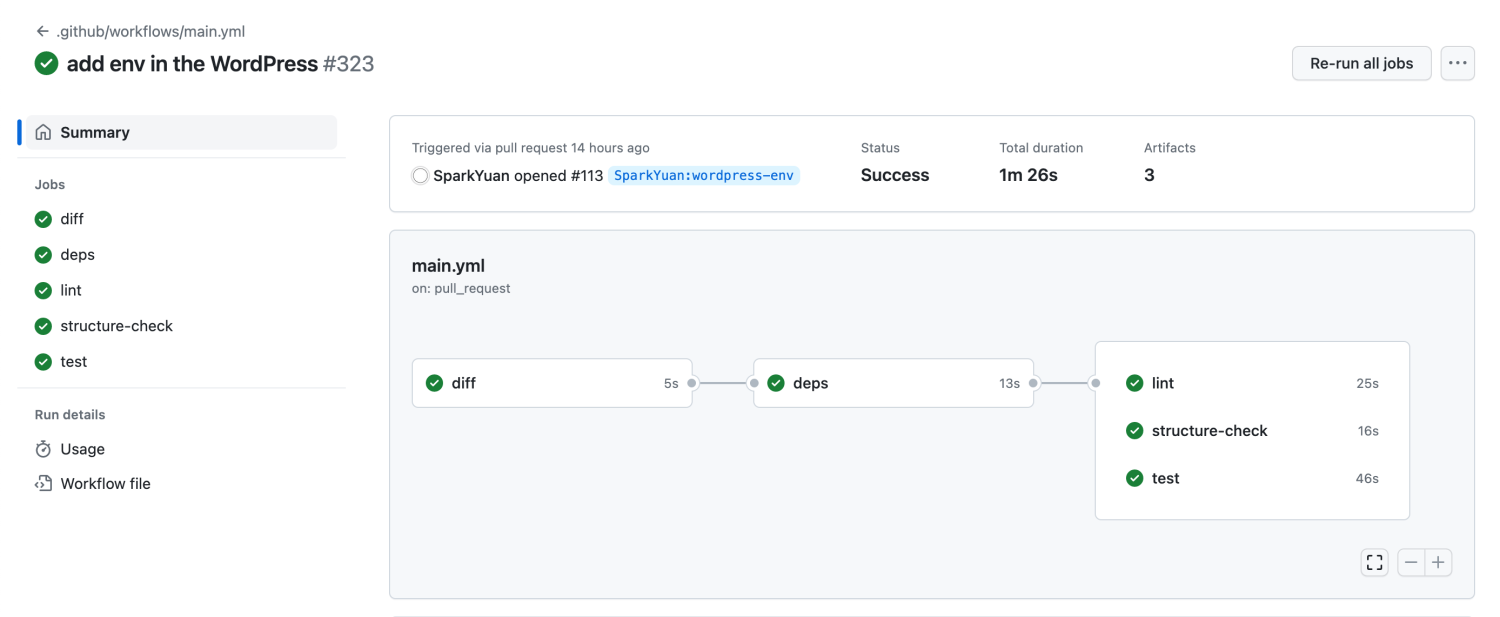 .github/workflows/main.yml
add env in the WordPress #323
Re-run all jobs
Summary
Jobs
diff
deps
lint
structure-check
test
Run details
Usage
Workflow file
Triggered via pull request 14 hours ago
SparkYuan opened #113 SparkYuan:wordpress-env
Status
Success
Total duration
1m 26s
Artifacts
3
main.yml
on: pull_request
diff 5s
deps 13s
lint 25s
structure-check 16s
test 46s